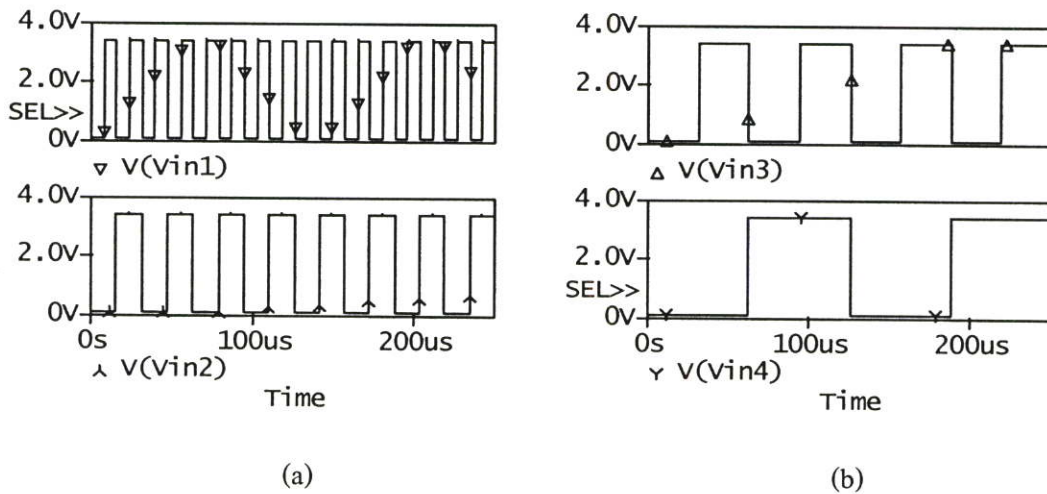 4.0V
2.0V
SEL>>
0V
V(Vin1)
4.0V
2.0V
0V
0s 100us 200us
V(Vin2)
Time
(a)
4.0V
2.0V
0V
V(Vin3)
4.0V
2.0V
SEL>>
0V
0s 100us 200us
V(Vin4)
Time
(b)